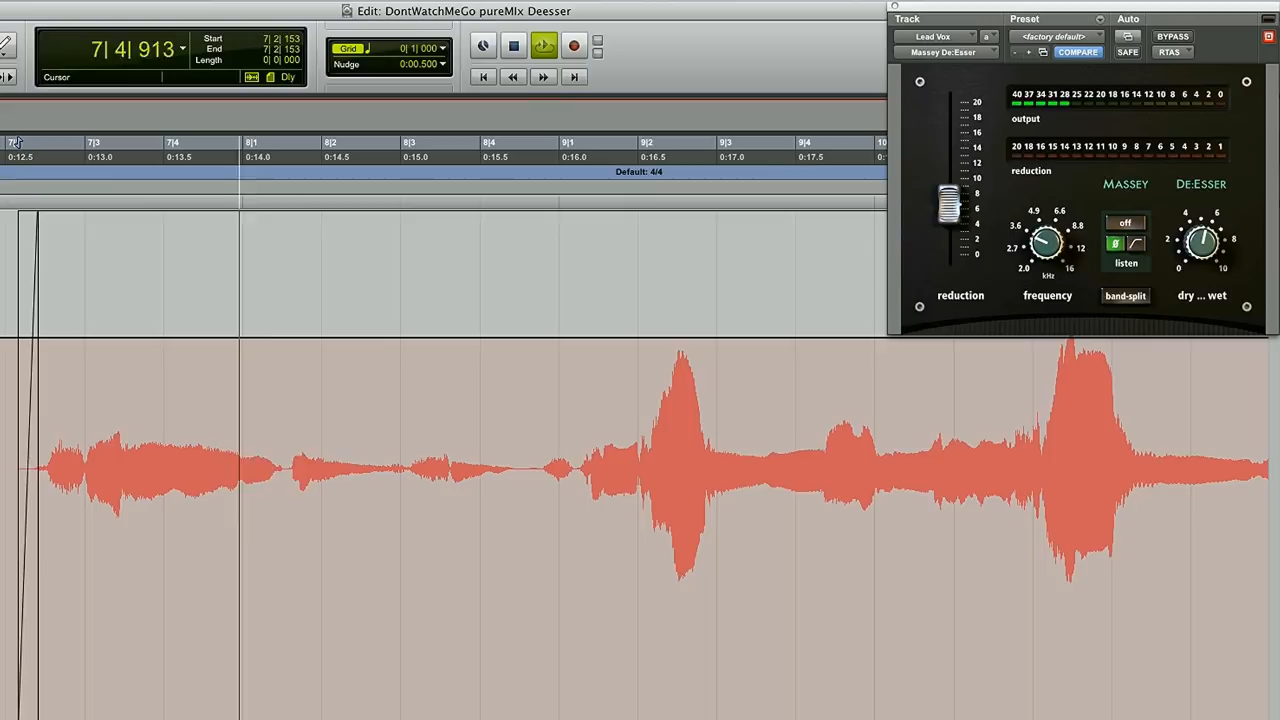 Edit: DontWatchMeGo pureMIx Deesser
7| 4| 913
Start 7| 2| 153
End 7| 2| 153
Length 0| 0| 000
Cursor
Dly
Grid 0| 1| 000
Nudge 0:00.500
Track Preset Auto
Lead Vox a <factory default> BYPASS
Massey De:Esser - + COMPARE SAFE RTAS
20 18 16 14 12 10 8 6 4 2 0
reduction
40 37 34 31 28 25 22 20 18 16 14 12 10 8 6 4 2 0
output
20 18 16 15 14 13 12 11 10 9 8 7 6 5 4 3 2 1
reduction
MASSEY DE:ESSER
2.0 2.7 3.6 4.9 6.6 8.8 12 16
kHz
frequency
off
listen
band-split
0 2 4 6 8 10
dry ... wet
7| 7|3 7|4 8|1 8|2 8|3 8|4 9|1 9|2 9|3 9|4 10
0:12.5 0:13.0 0:13.5 0:14.0 0:14.5 0:15.0 0:15.5 0:16.0 0:16.5 0:17.0 0:17.5
Default: 4/4